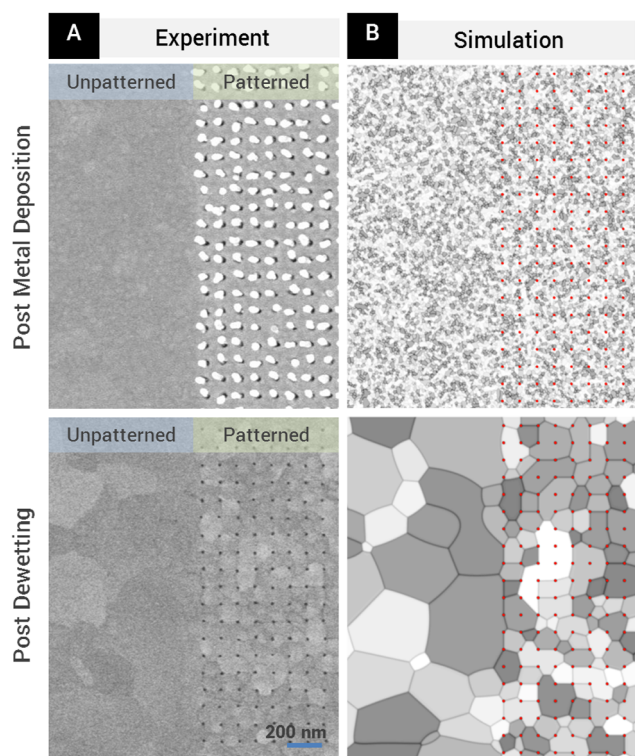 A Experiment
B Simulation
Post Metal Deposition
Unpatterned Patterned
Post Dewetting
Unpatterned Patterned
200 nm